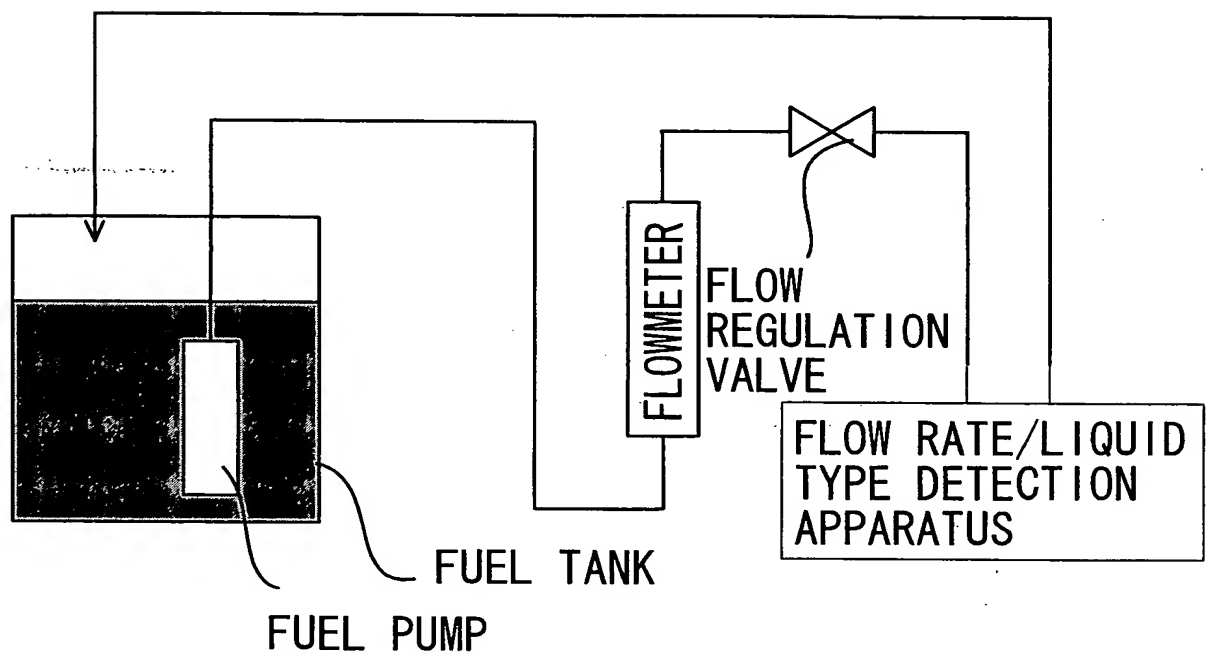 FLOWMETER
FLOW
REGULATION
VALVE
FLOW RATE/LIQUID
TYPE DETECTION
APPARATUS
FUEL TANK
FUEL PUMP